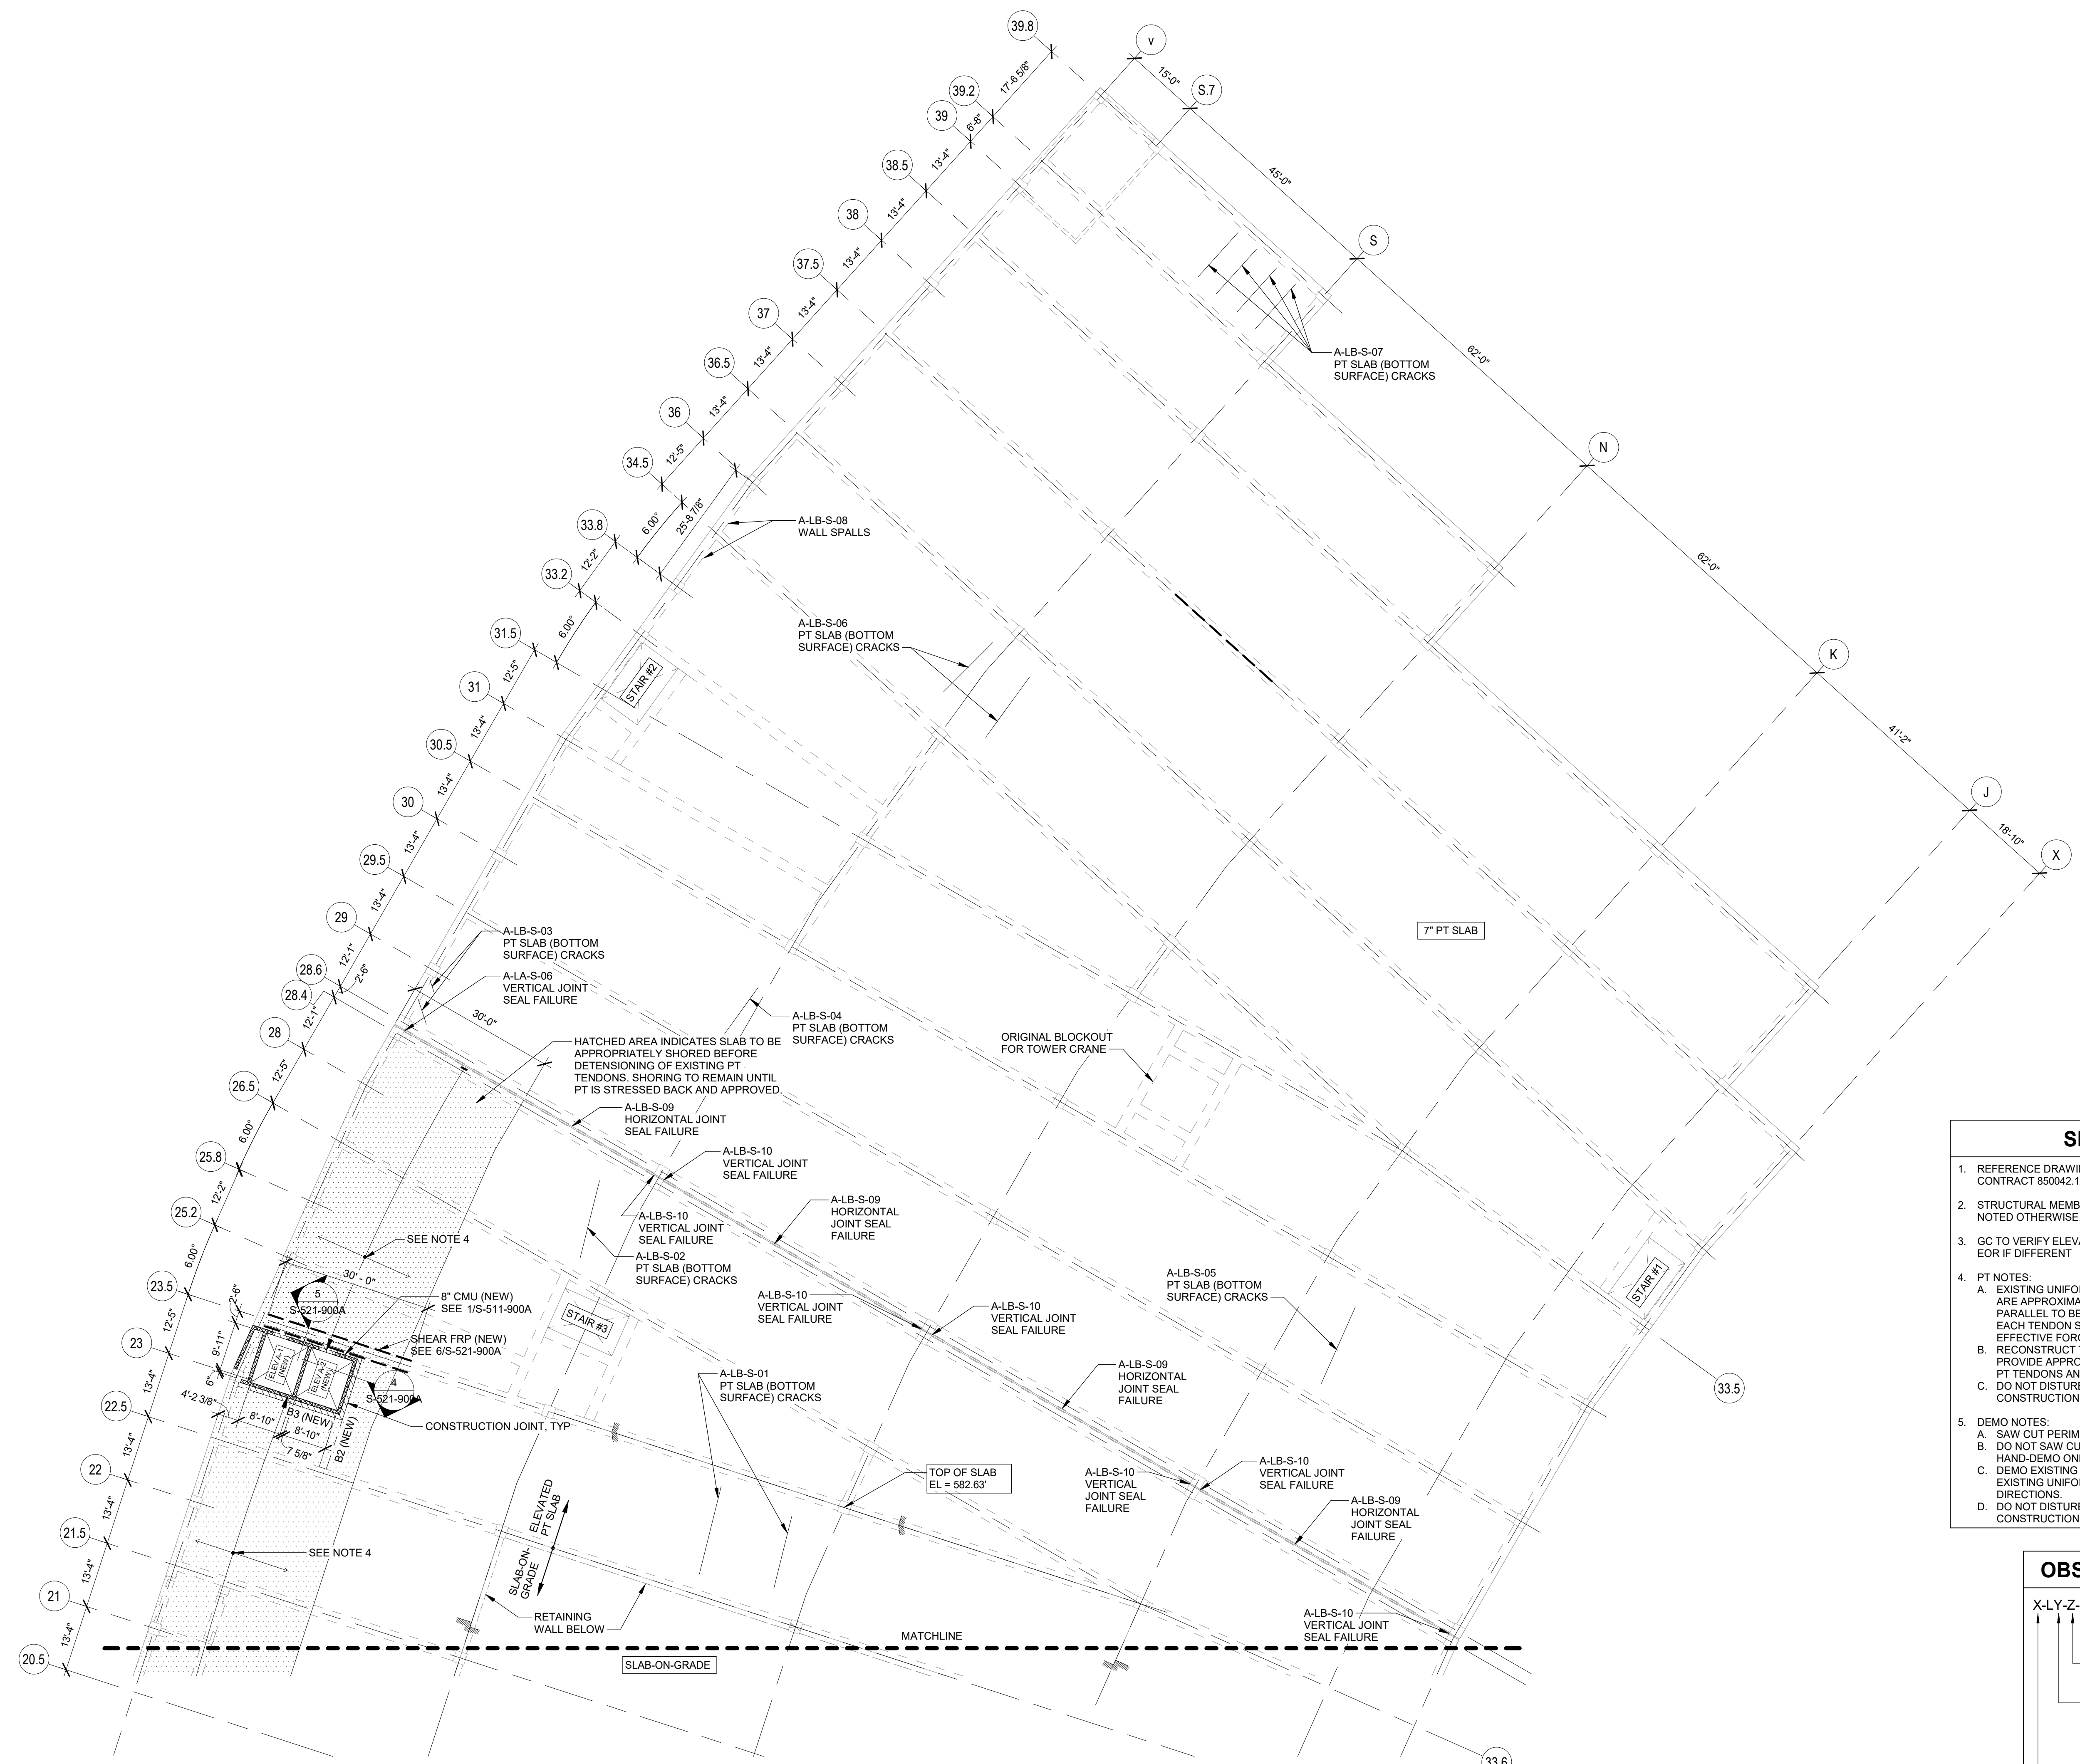 39.8
39.2
39
38.5
38
37.5
37
36.5
36
34.5
33.8
33.2
31.5
31
30.5
30
29.5
29
28.6
28.4
28
26.5
25.8
25.2
23.5
23
22.5
22
21.5
21
20.5
17'-6 5/8"
6'-8"
13'-4"
13'-4"
13'-4"
13'-4"
13'-4"
13'-4"
12'-5"
6.00°
25'-8 7/8"
12'-2"
6.00°
12'-5"
13'-4"
13'-4"
13'-4"
13'-4"
12'-1"
2'-6"
12'-1"
12'-5"
6.00°
12'-2"
6.00°
12'-5"
13'-4"
13'-4"
13'-4"
13'-4"
13'-4"
v
S.7
S
N
K
J
X
15'-0"
45'-0"
62'-0"
62'-0"
41'-2"
18'-10"
33.5
33.6
A-LB-S-07
PT SLAB (BOTTOM
SURFACE) CRACKS
A-LB-S-08
WALL SPALLS
A-LB-S-06
PT SLAB (BOTTOM
SURFACE) CRACKS
STAIR #2
7" PT SLAB
A-LB-S-03
PT SLAB (BOTTOM
SURFACE) CRACKS
A-LA-S-06
VERTICAL JOINT
SEAL FAILURE
30'-0"
A-LB-S-04
PT SLAB (BOTTOM
SURFACE) CRACKS
ORIGINAL BLOCKOUT
FOR TOWER CRANE
HATCHED AREA INDICATES SLAB TO BE
APPROPRIATELY SHORED BEFORE
DETENSIONING OF EXISTING PT
TENDONS. SHORING TO REMAIN UNTIL
PT IS STRESSED BACK AND APPROVED.
A-LB-S-09
HORIZONTAL JOINT
SEAL FAILURE
A-LB-S-10
VERTICAL JOINT
SEAL FAILURE
A-LB-S-09
HORIZONTAL
JOINT SEAL
FAILURE
A-LB-S-10
VERTICAL JOINT
SEAL FAILURE
A-LB-S-02
PT SLAB (BOTTOM
SURFACE) CRACKS
SEE NOTE 4
30' - 0"
5
S-521-900A
8" CMU (NEW)
SEE 1/S-511-900A
SHEAR FRP (NEW)
SEE 6/S-521-900A
2'-6"
9'-11"
6"
4'-2 3/8"
8'-10"
8'-10"
7 5/8"
ELEV A-1
(NEW)
ELEV A-2
(NEW)
4
S-521-900A
B3 (NEW)
B2 (NEW)
CONSTRUCTION JOINT, TYP
STAIR #3
A-LB-S-10
VERTICAL JOINT
SEAL FAILURE
A-LB-S-10
VERTICAL JOINT
SEAL FAILURE
A-LB-S-05
PT SLAB (BOTTOM
SURFACE) CRACKS
STAIR #1
A-LB-S-09
HORIZONTAL
JOINT SEAL
FAILURE
A-LB-S-01
PT SLAB (BOTTOM
SURFACE) CRACKS
TOP OF SLAB
EL = 582.63'
A-LB-S-10
VERTICAL
JOINT SEAL
FAILURE
A-LB-S-10
VERTICAL JOINT
SEAL FAILURE
A-LB-S-09
HORIZONTAL
JOINT SEAL
FAILURE
A-LB-S-10
VERTICAL JOINT
SEAL FAILURE
ELEVATED
PT SLAB
SLAB-ON-
GRADE
SEE NOTE 4
RETAINING
WALL BELOW
MATCHLINE
SLAB-ON-GRADE
1. REFERENCE
CONTRACT
2. STRUCTURAL
NOTED OTHERWISE
3. GC TO VERIFY
EOR IF DIFFERENT
4. PT NOTES:
A. EXISTING
ARE
PARALLEL TO
EACH TENDON
EFFECTIVE
B. RECONSTRUCT
PROVIDE
PT TENDONS
C. DO NOT
CONSTRUCTION
5. DEMO NOTES:
A. SAW CUT
B. DO NOT SAW
HAND-DEMO
C. DEMO EXISTING
EXISTING
DIRECTIONS.
D. DO NOT
CONSTRUCTION
X-LY-Z-